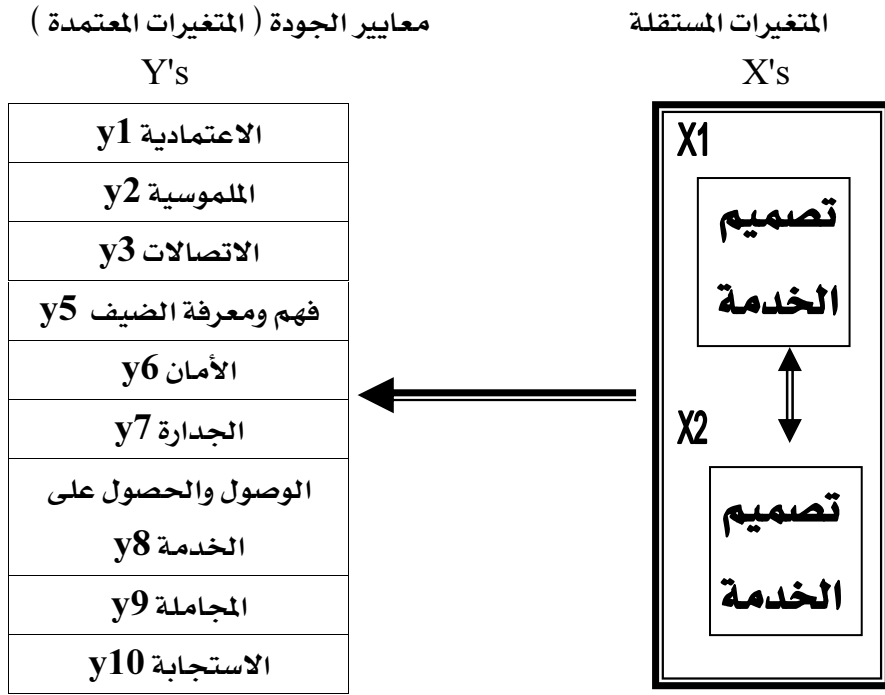 المتغيرات المستقلة
X's
X1
تصميم
الخدمة
X2
تصميم
الخدمة
معايير الجودة ( المتغيرات المعتمدة )
Y's
الاعتمادية y1
الملموسية y2
الاتصالات y3
فهم ومعرفة الضيف y5
الأمان y6
الجدارة y7
الوصول والحصول على
الخدمة y8
المجاملة y9
الاستجابة y10